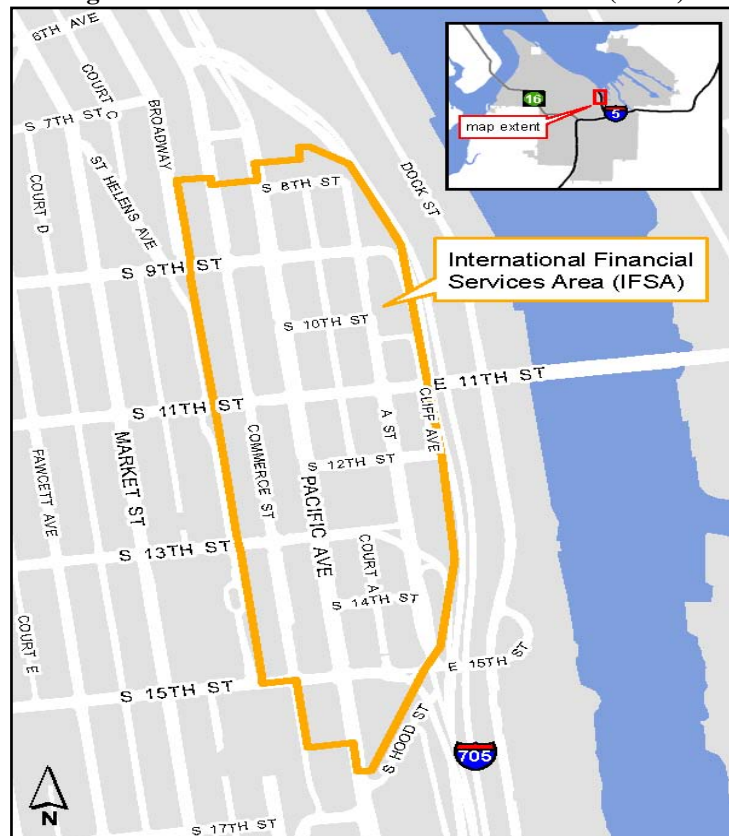 6TH AVE
COURT C
BROADWAY
S 7TH ST
ST HELENS AVE
COURT D
16
5
map extent
DOCK ST
S 8TH ST
S 9TH ST
International Financial
Services Area (IFSA)
S 10TH ST
E 11TH ST
S 11TH ST
CLIFF AVE
A ST
FAWCETT AVE
MARKET ST
COMMERCE ST
S 12TH ST
PACIFIC AVE
S 13TH ST
COURT A
S 14TH ST
COURT E
E 15TH ST
S 15TH ST
S HOOD ST
705
N
S 17TH ST